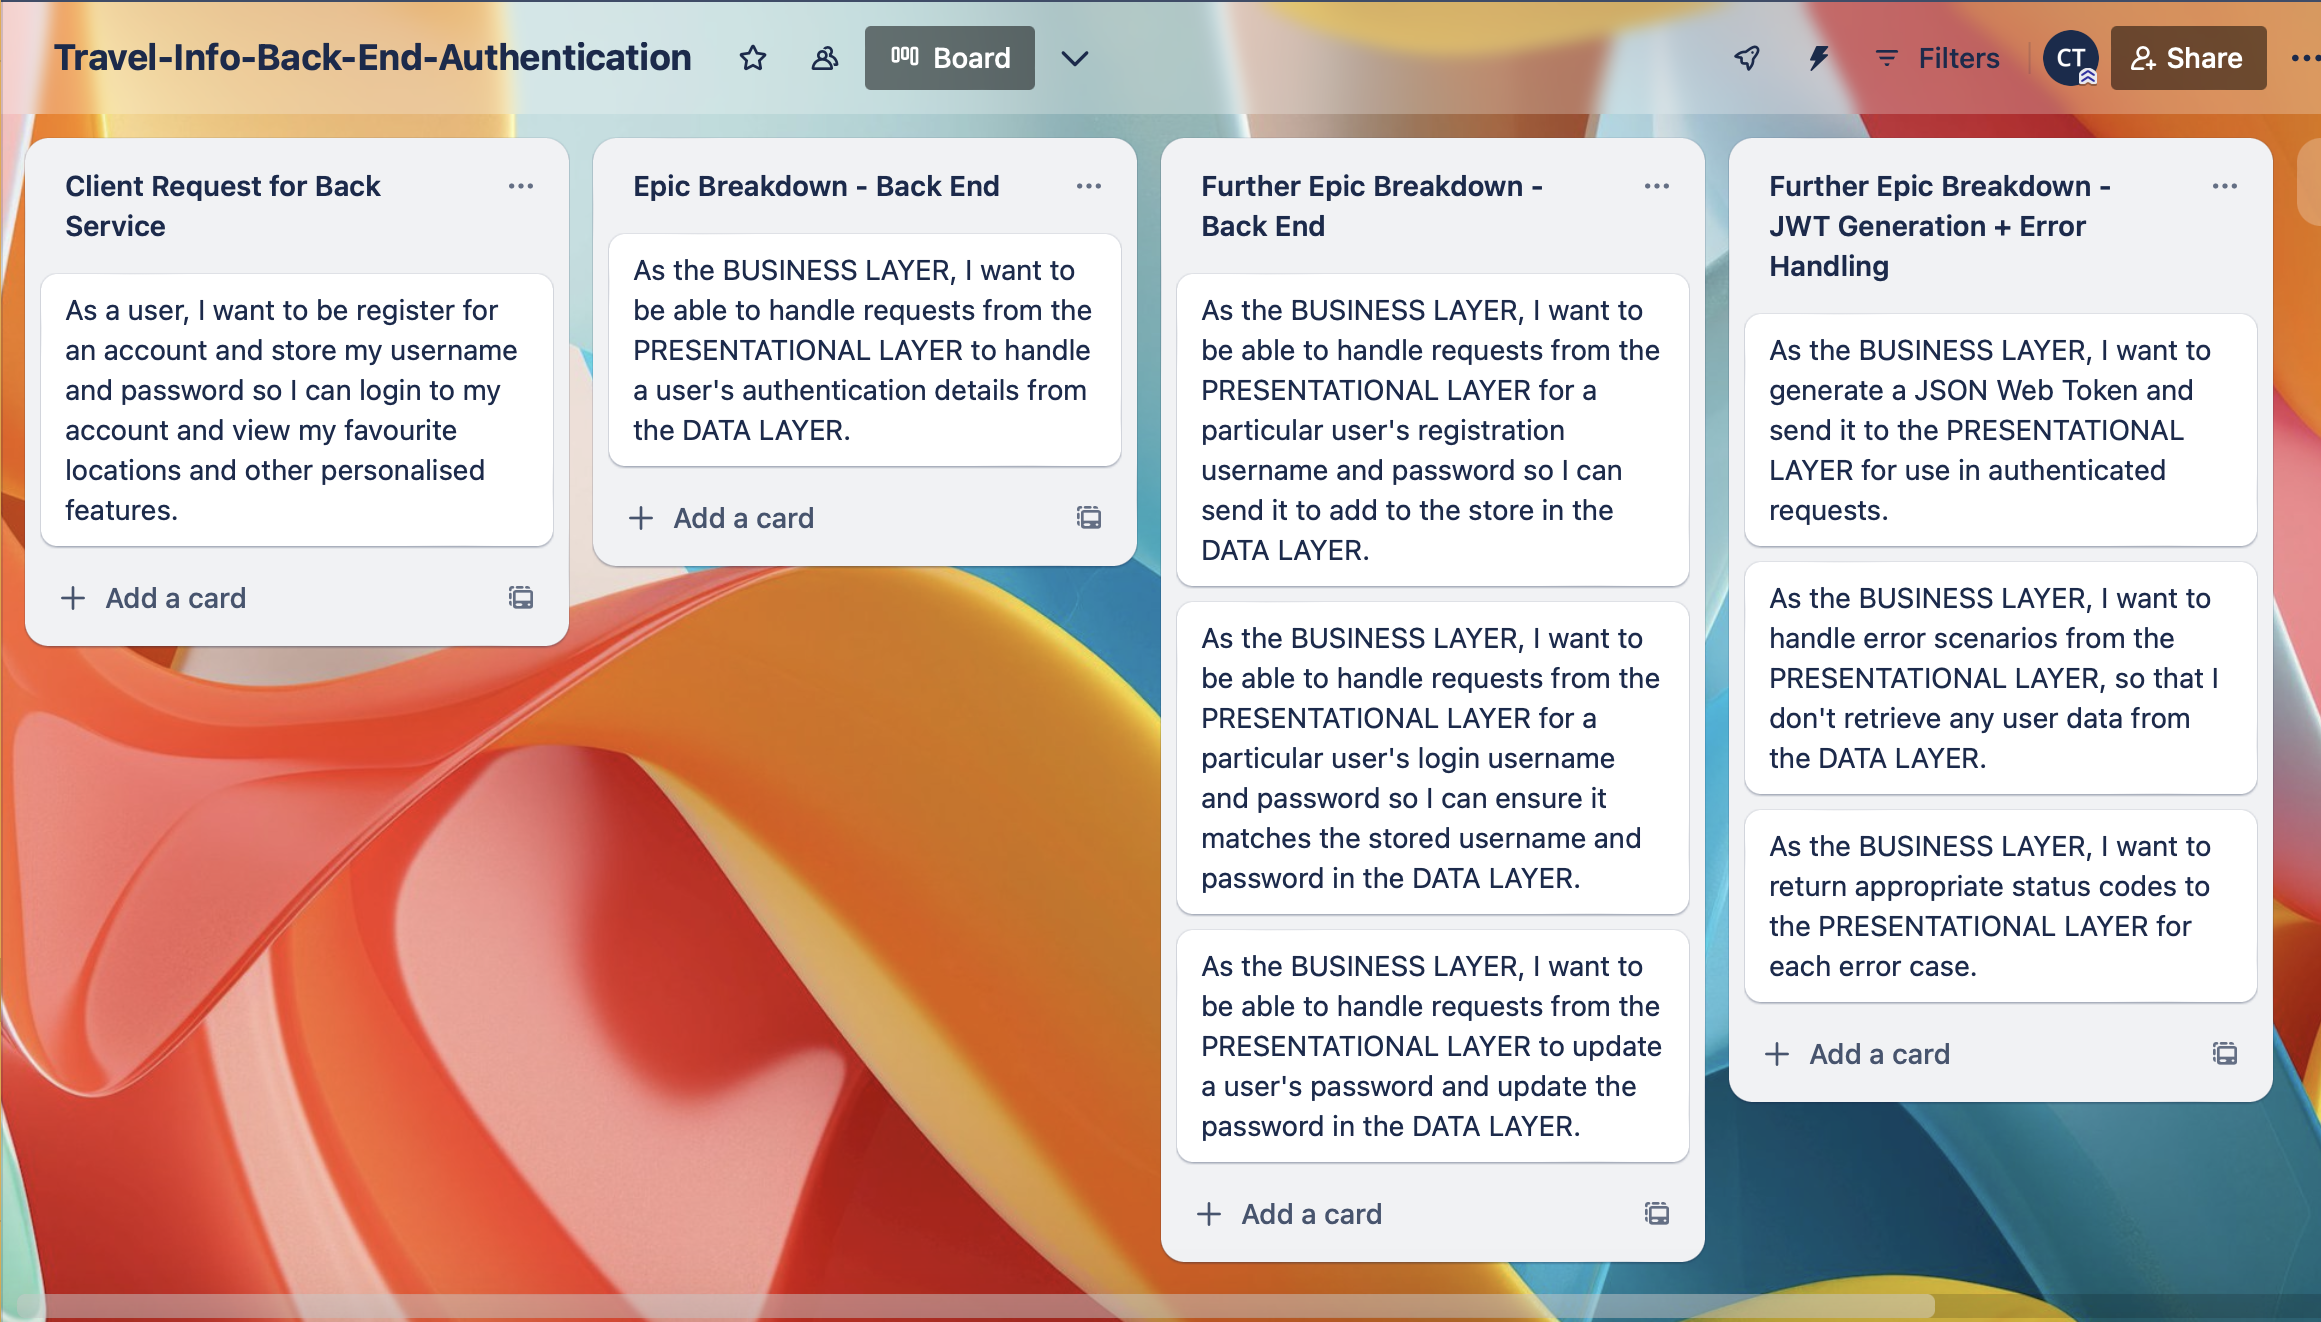 Travel-Info-Back-End-Authentication
Board
Filters
CT
Share
Client Request for Back
Service
As a user, I want to be register for
an account and store my username
and password so I can login to my
account and view my favourite
locations and other personalised
features.
Add a card
Epic Breakdown - Back End
As the BUSINESS LAYER, I want to
be able to handle requests from the
PRESENTATIONAL LAYER to handle
a user's authentication details from
the DATA LAYER.
Add a card
Further Epic Breakdown -
Back End
As the BUSINESS LAYER, I want to
be able to handle requests from the
PRESENTATIONAL LAYER for a
particular user's registration
username and password so I can
send it to add to the store in the
DATA LAYER.
As the BUSINESS LAYER, I want to
be able to handle requests from the
PRESENTATIONAL LAYER for a
particular user's login username
and password so I can ensure it
matches the stored username and
password in the DATA LAYER.
As the BUSINESS LAYER, I want to
be able to handle requests from the
PRESENTATIONAL LAYER to update
a user's password and update the
password in the DATA LAYER.
Add a card
Further Epic Breakdown -
JWT Generation + Error
Handling
As the BUSINESS LAYER, I want to
generate a JSON Web Token and
send it to the PRESENTATIONAL
LAYER for use in authenticated
requests.
As the BUSINESS LAYER, I want to
handle error scenarios from the
PRESENTATIONAL LAYER, so that I
don't retrieve any user data from
the DATA LAYER.
As the BUSINESS LAYER, I want to
return appropriate status codes to
the PRESENTATIONAL LAYER for
each error case.
Add a card